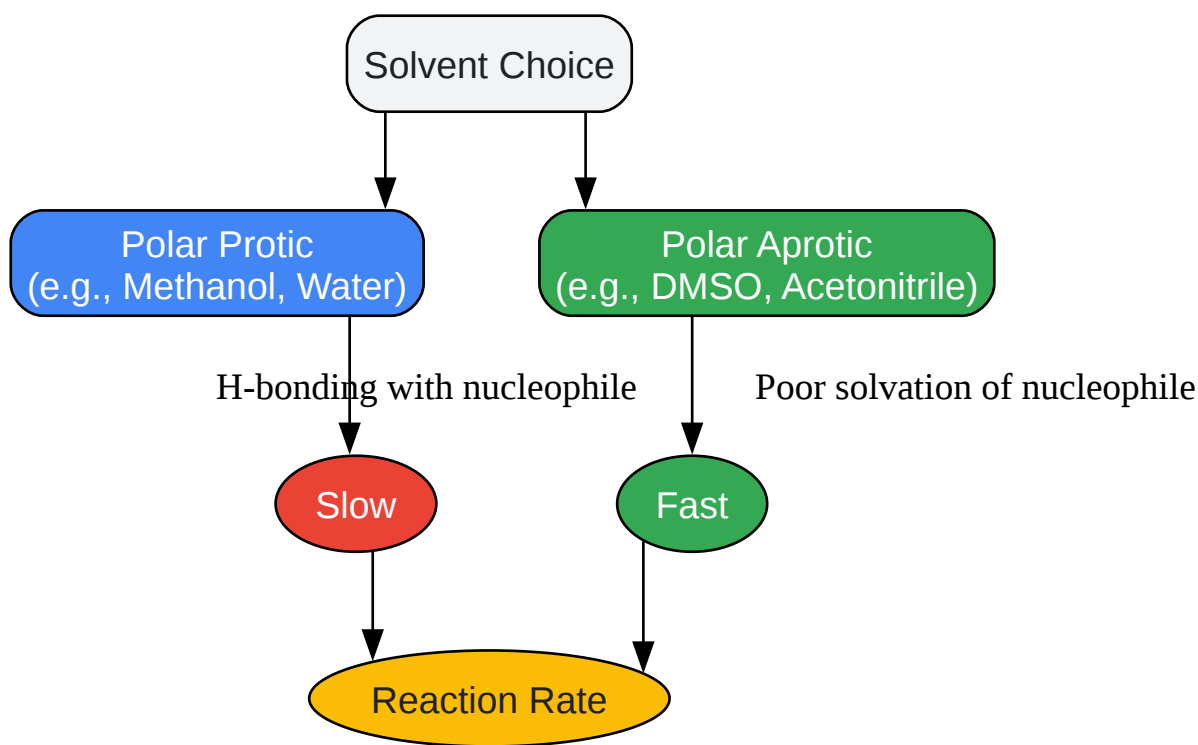 Solvent Choice
Polar Protic
(e.g., Methanol, Water)
Polar Aprotic
(e.g., DMSO, Acetonitrile)
H-bonding with nucleophile
Poor solvation of nucleophile
Slow
Fast
Reaction Rate